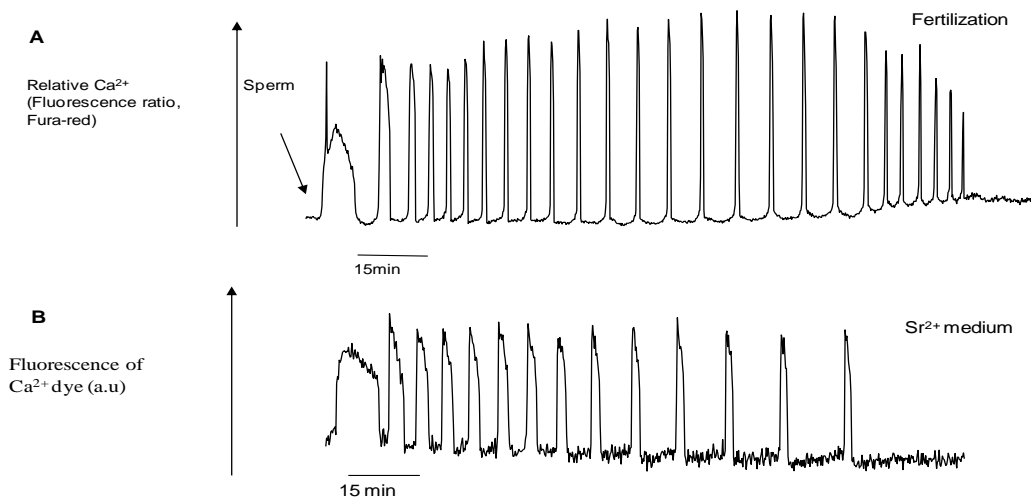 A
Fertilization
Relative Ca²⁺
(Fluorescence ratio,
Fura-red)
Sperm
15min
B
Sr²⁺ medium
Fluorescence of
Ca²⁺ dye (a.u)
15 min